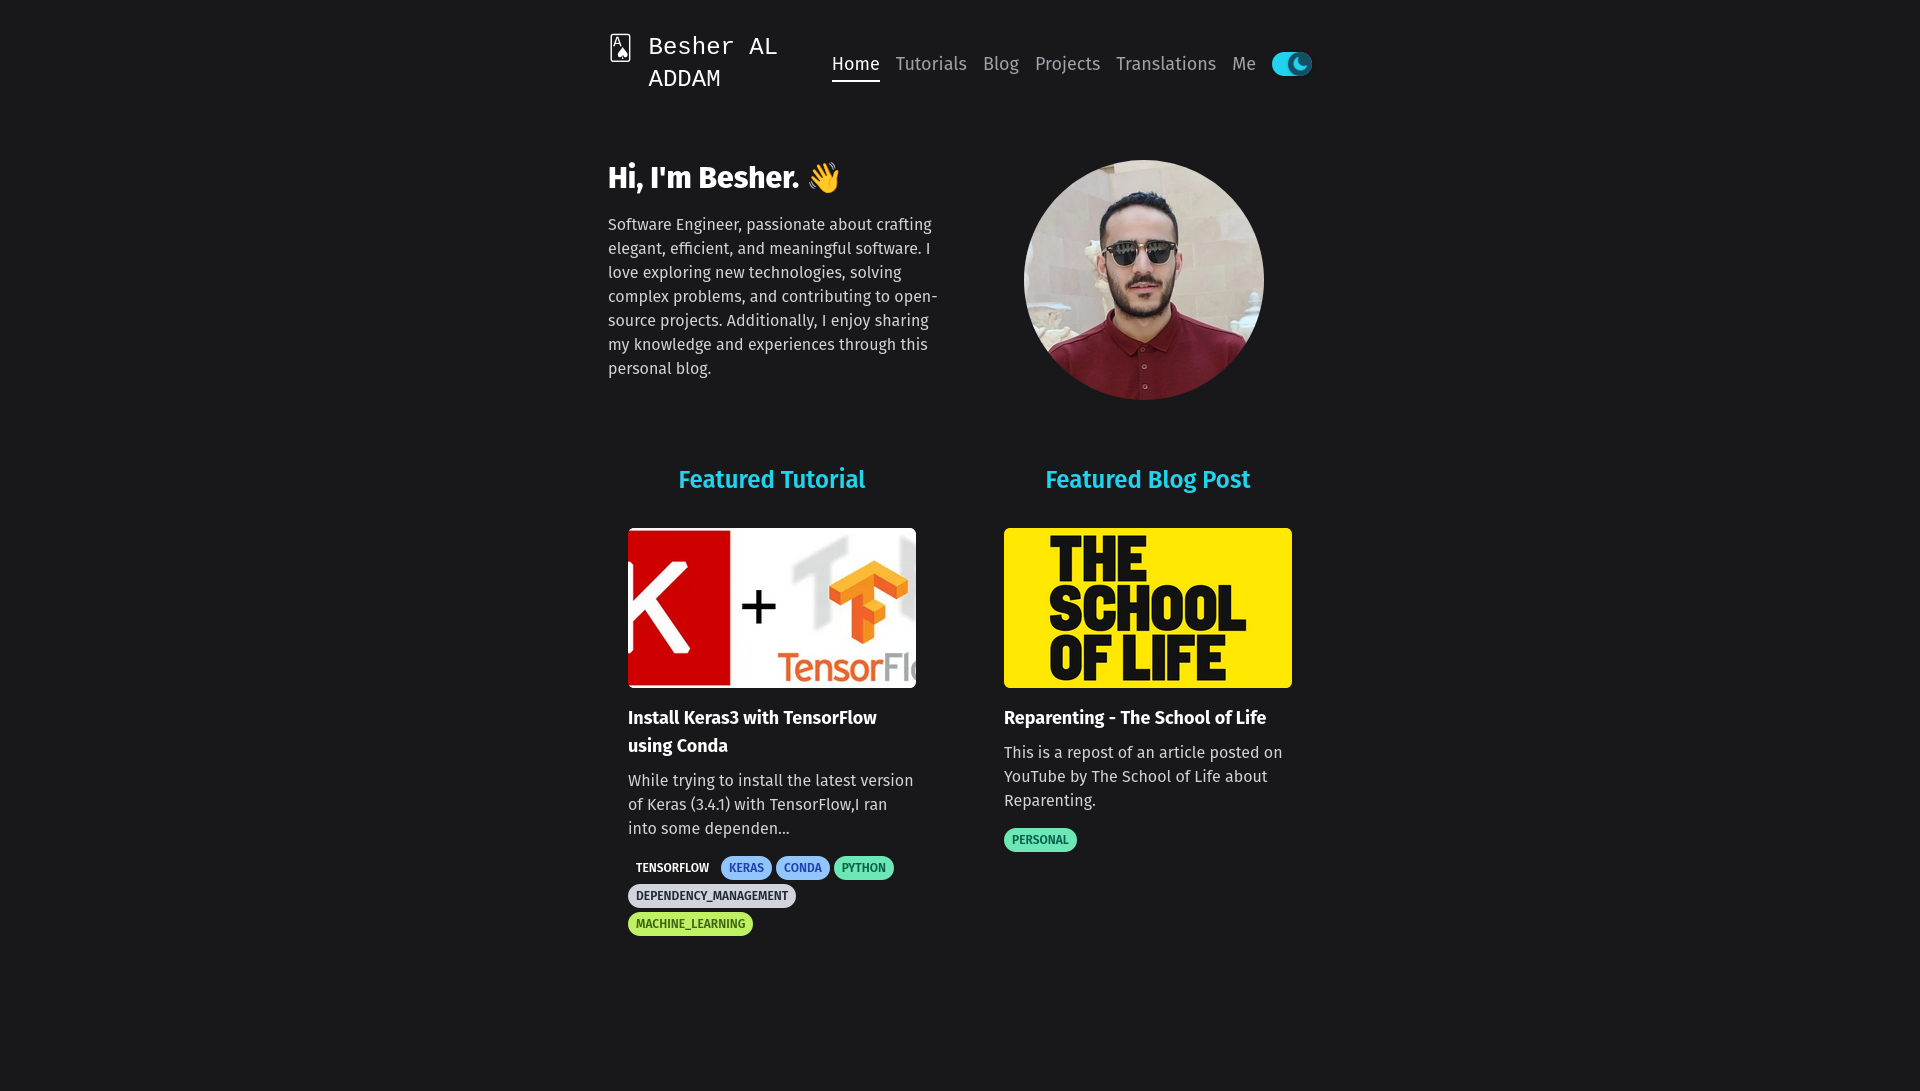 A
Besher AL
ADDAM
Home
Tutorials
Blog
Projects
Translations
Me
Hi, I'm Besher. 👋
Software Engineer, passionate about crafting
elegant, efficient, and meaningful software. I
love exploring new technologies, solving
complex problems, and contributing to open-
source projects. Additionally, I enjoy sharing
my knowledge and experiences through this
personal blog.
Featured Tutorial
K + TensorFl
Install Keras3 with TensorFlow
using Conda
While trying to install the latest version
of Keras (3.4.1) with TensorFlow,I ran
into some dependen...
TENSORFLOW KERAS CONDA PYTHON
DEPENDENCY_MANAGEMENT
MACHINE_LEARNING
Featured Blog Post
THE
SCHOOL
OF LIFE
Reparenting - The School of Life
This is a repost of an article posted on
YouTube by The School of Life about
Reparenting.
PERSONAL